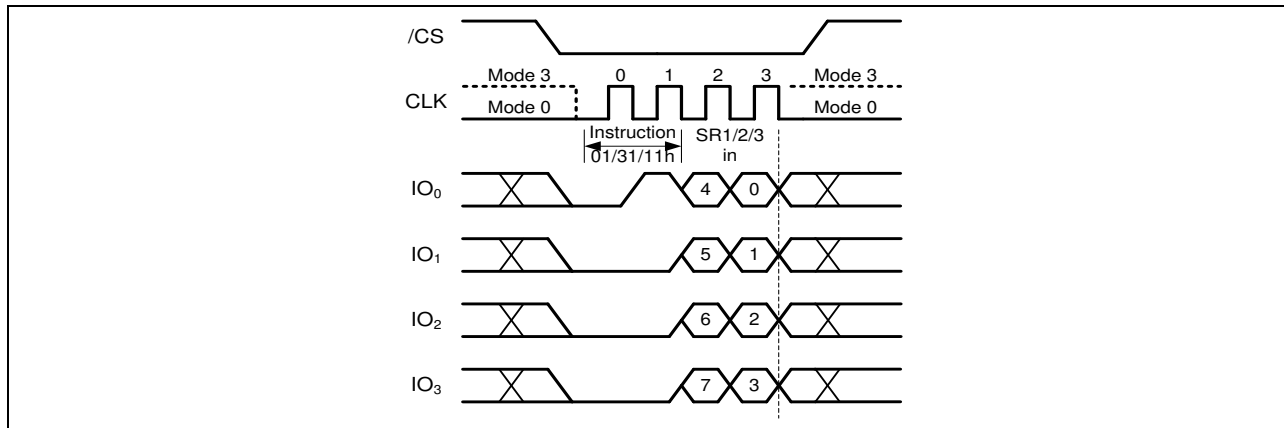 /CS
Mode 3 0 1 2 3 Mode 3
CLK
Mode 0 Mode 0
Instruction SR1/2/3
01/31/11h in
IO₀ 4 0
IO₁ 5 1
IO₂ 6 2
IO₃ 7 3